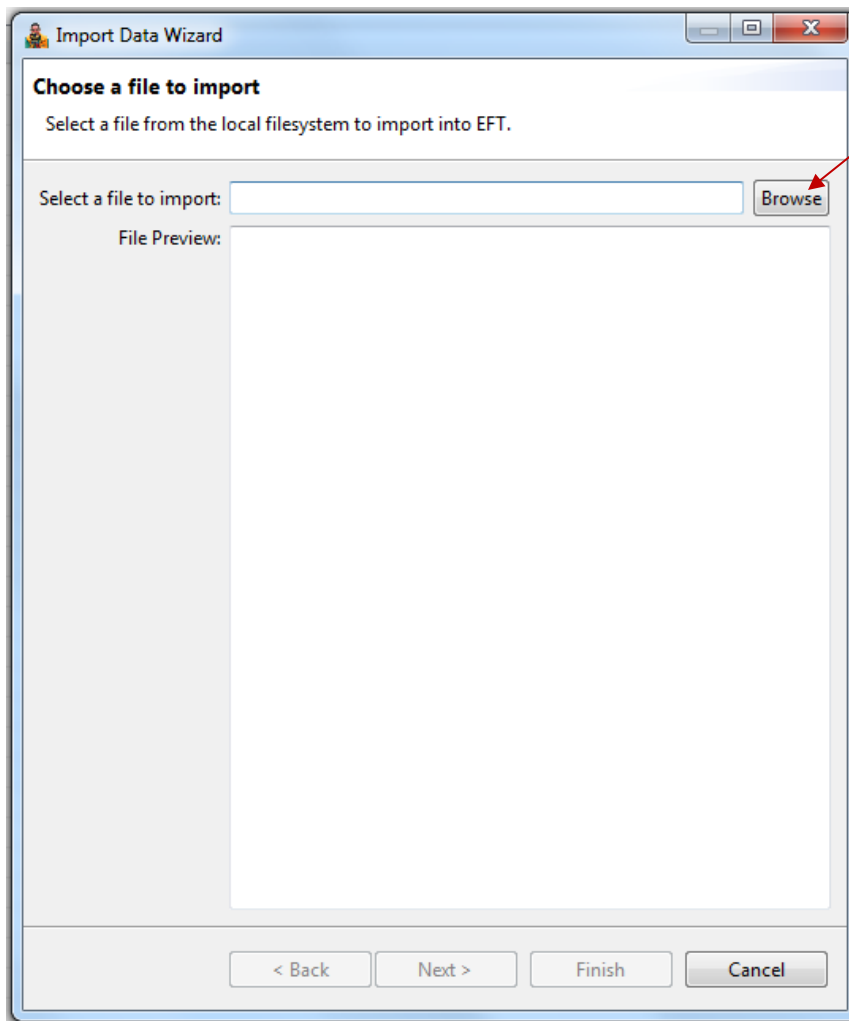 Import Data Wizard
Choose a file to import
Select a file from the local filesystem to import into EFT.
Select a file to import:
Browse
File Preview:
< Back
Next >
Finish
Cancel